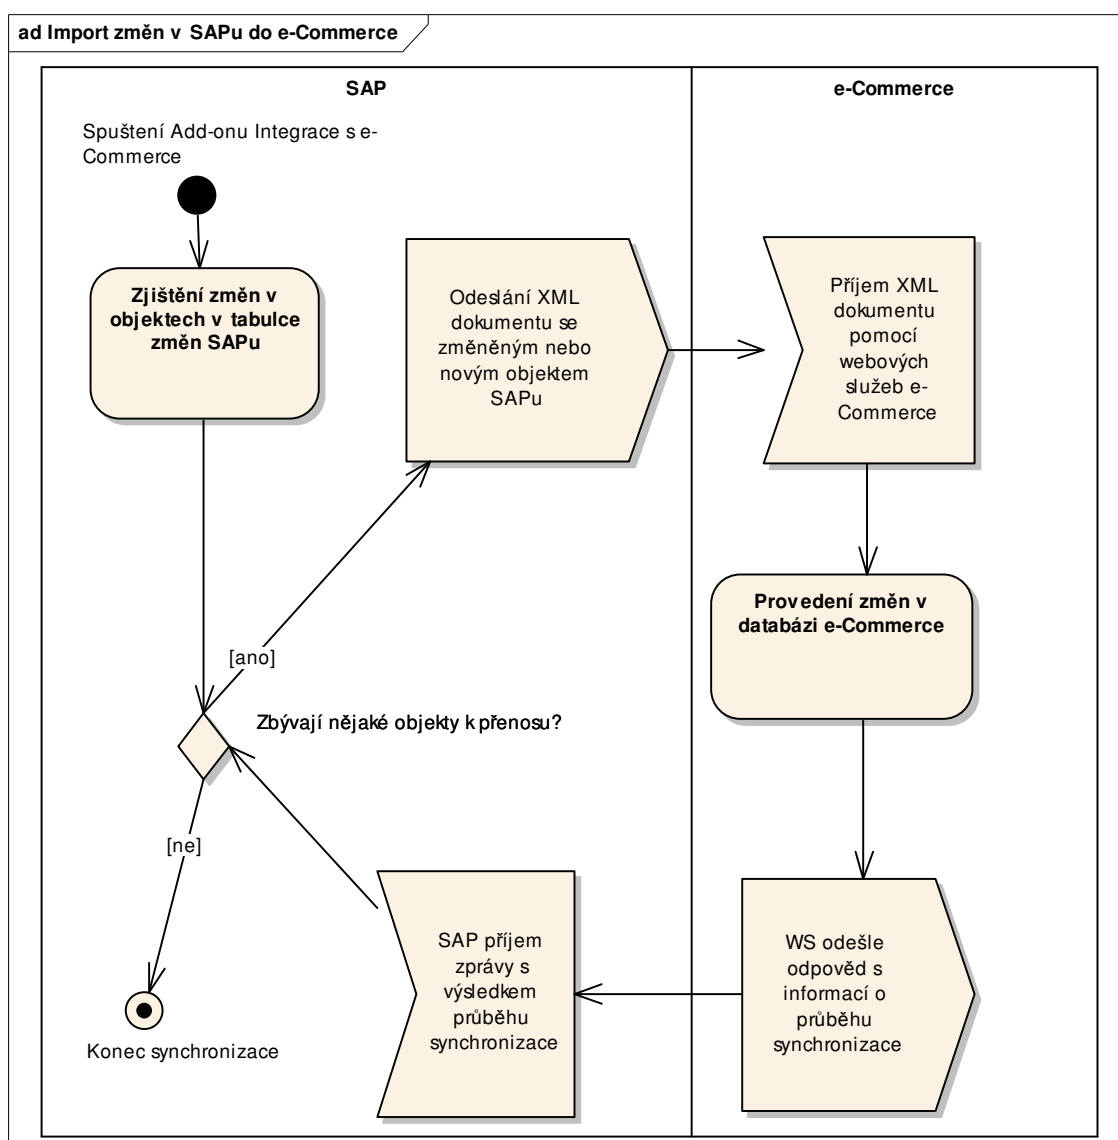 ad Import změn v SAPu do e-Commerce
SAP
e-Commerce
Spuštení Add-onu Integrace s e-
Commerce
Zjištění změn v
objektech v tabulce
změn SAPu
Odeslání XML
dokumentu se
změněným nebo
novým objektem
SAPu
Příjem XML
dokumentu
pomocí
webových
služeb e-
Commerce
Provedení změn v
databázi e-Commerce
[ano]
Zbývají nějaké objekty k přenosu?
[ne]
SAP příjem
zprávy s
výsledkem
průběhu
synchronizace
WS odešle
odpověd s
informací o
průběhu
synchronizace
Konec synchronizace